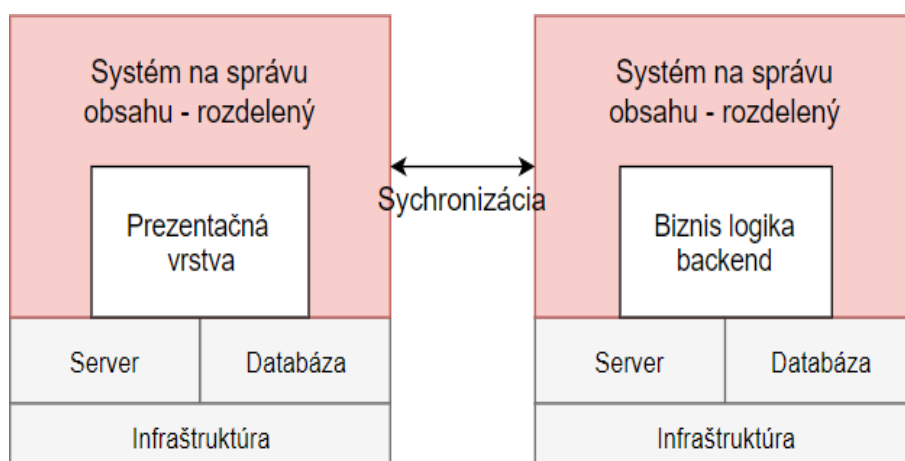 Systém na správu
obsahu - rozdelený
Prezentačná
vrstva
Server
Databáza
Infraštruktúra
Sychronizácia
Systém na správu
obsahu - rozdelený
Biznis logika
backend
Server
Databáza
Infraštruktúra